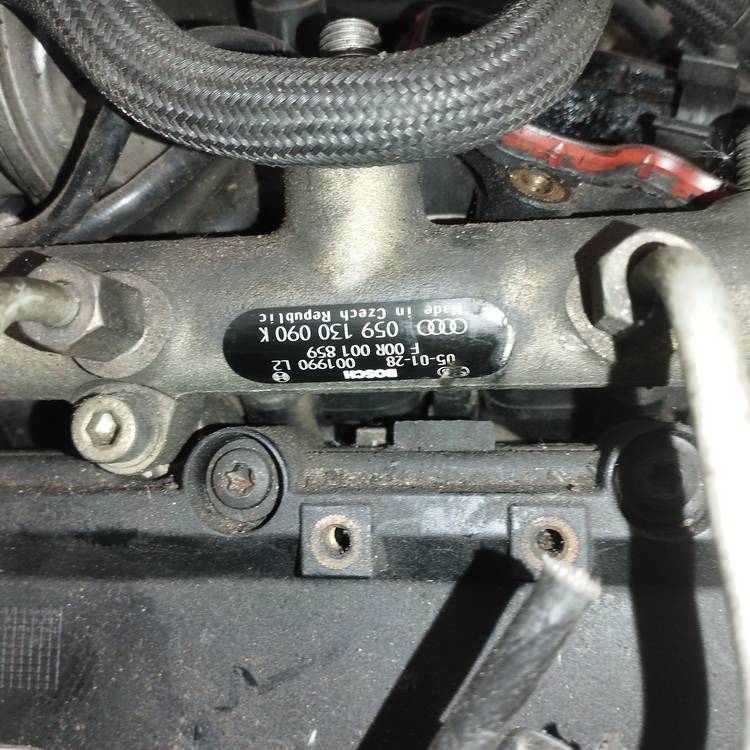 BOSCH
05-01-28 001990 L2
F 00R 001 859
059 130 090 K
Made in Czech Republic